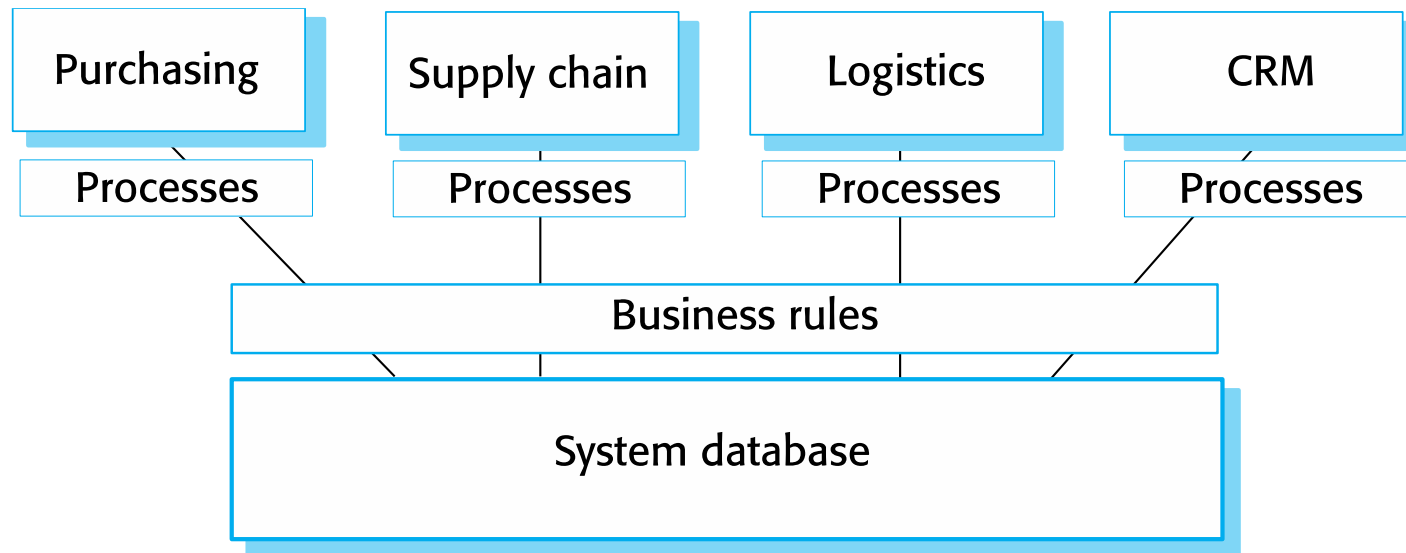 Purchasing
Supply chain
Logistics
CRM
Processes
Processes
Processes
Processes
Business rules
System database